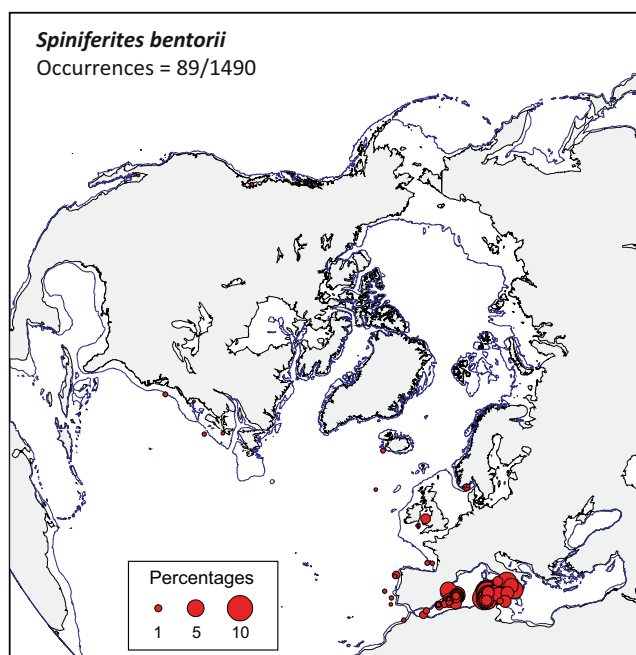 Spiniferites bentorii
Occurrences = 89/1490
Percentages
1 5 10